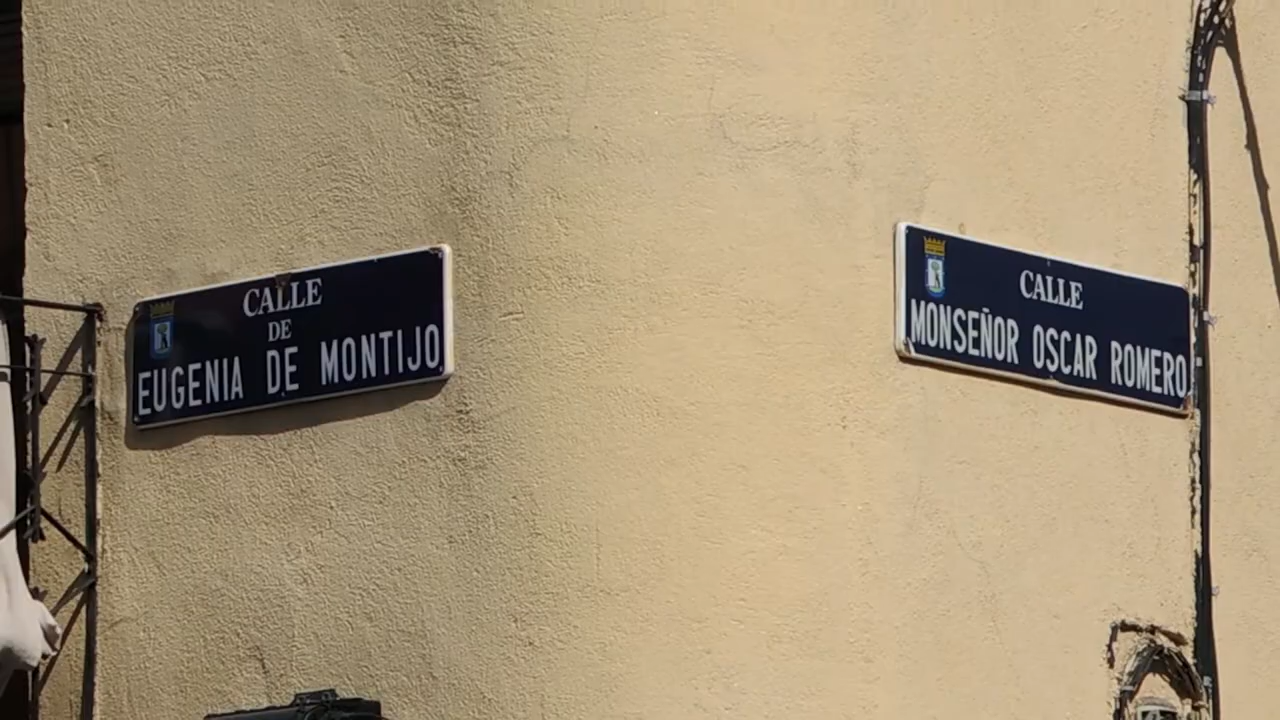 CALLE
DE
EUGENIA DE MONTIJO
CALLE
MONSEÑOR OSCAR ROMERO